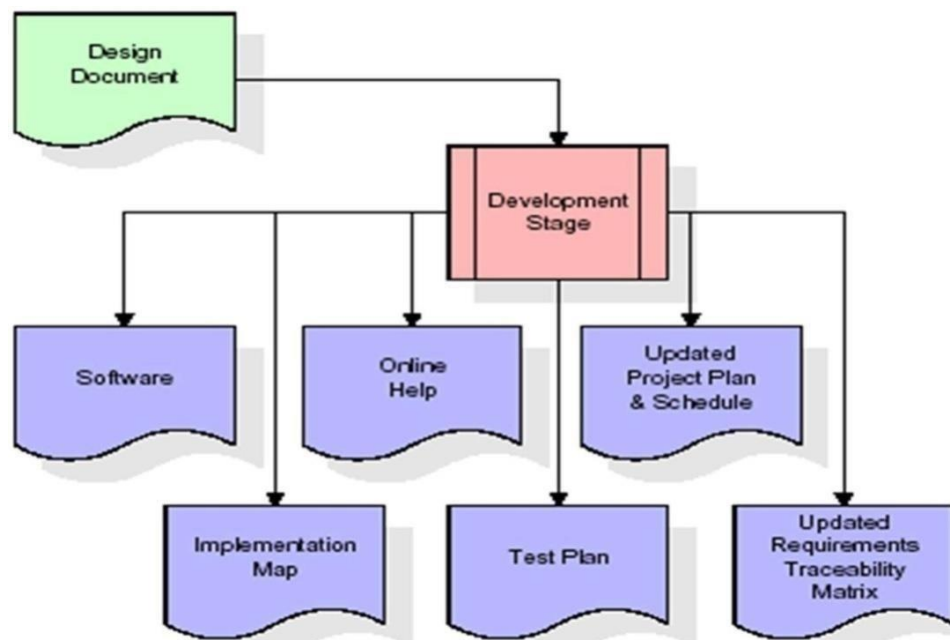 Design
Document
Development
Stage
Software
Online
Help
Updated
Project Plan
& Schedule
Implementation
Map
Test Plan
Updated
Requirements
Traceability
Matrix